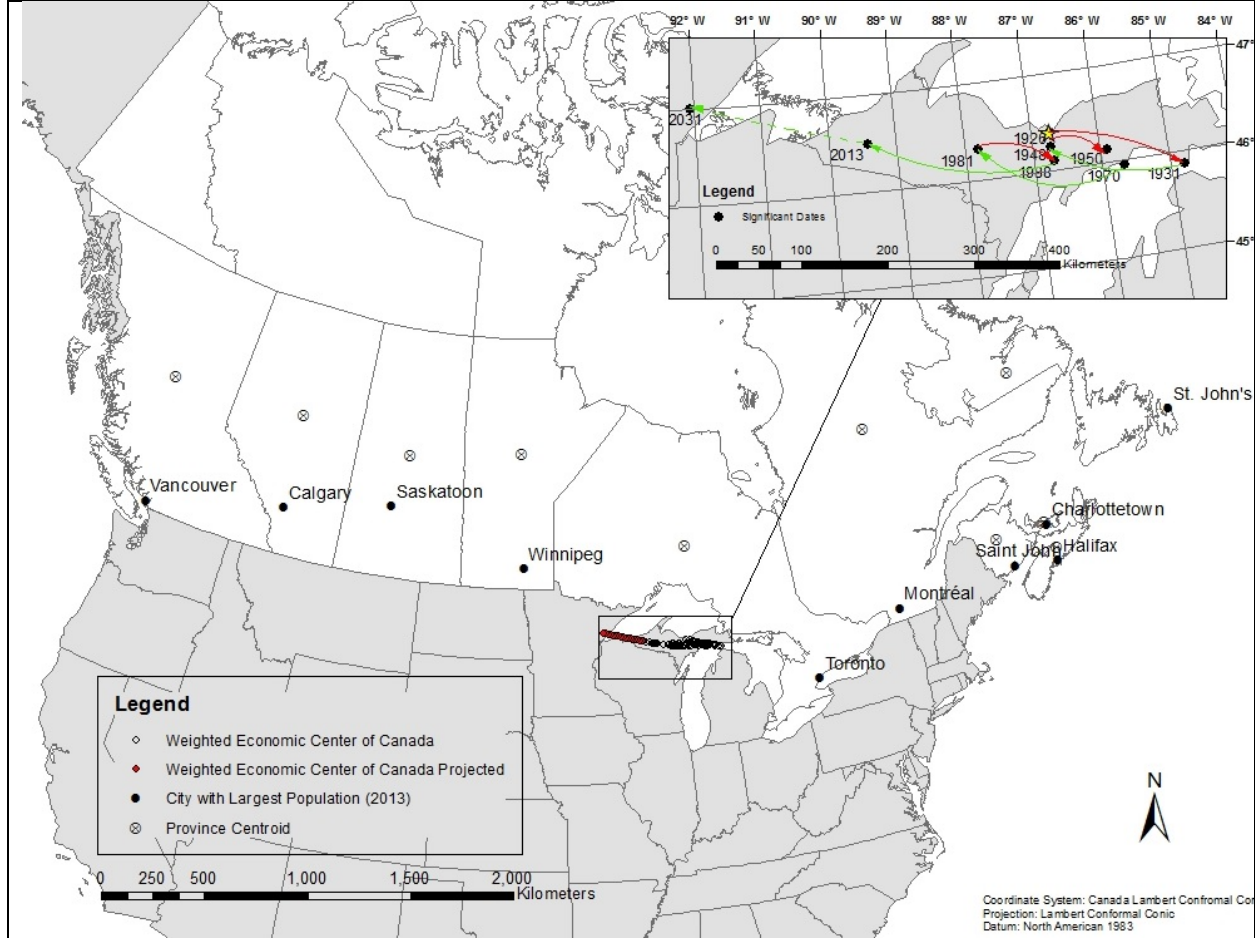 92° W 91° W 90° W 89° W 88° W 87° W 86° W 85° W 84° W
47°
2031
2013
1981
1926
1948
1998
1950
1970
1931
Legend
Significant Dates
0 50 100 200 300 400
Kilometers
45°
St. John's
Vancouver
Calgary
Saskatoon
Charlottetown
Winnipeg
Saint John
Halifax
Montréal
Toronto
Legend
Weighted Economic Center of Canada
Weighted Economic Center of Canada Projected
City with Largest Population (2013)
Province Centroid
0 250 500 1,000 1,500 2,000
Kilometers
N
Coordinate System: Canada Lambert Confromal Con
Projection: Lambert Conformal Conic
Datum: North American 1983